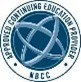 APPROVED CONTINUING EDUCATION PROVIDER
NBCC